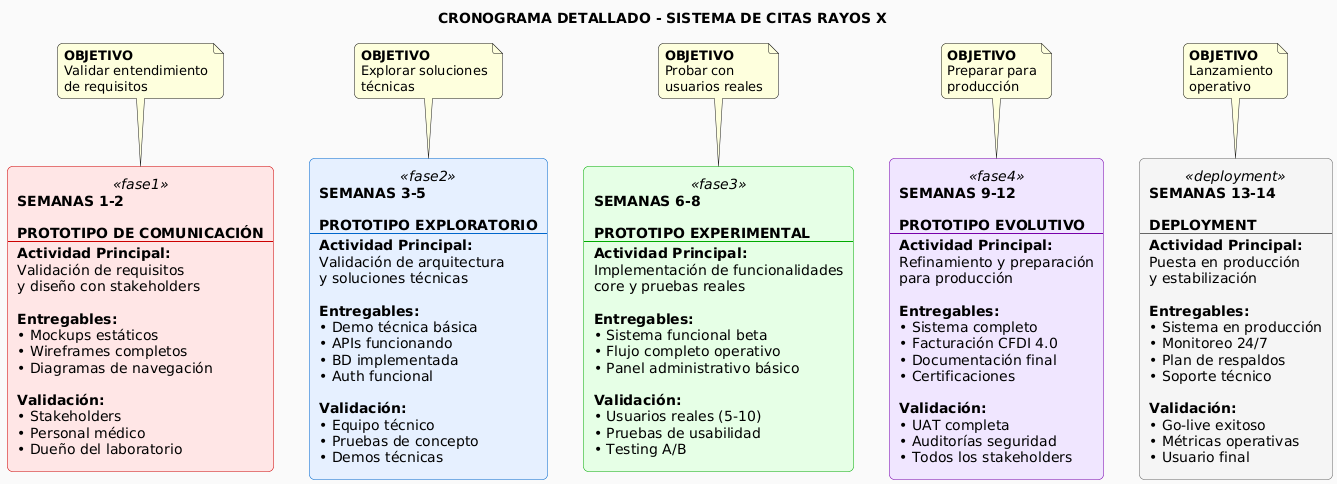 CRONOGRAMA DETALLADO - SISTEMA DE CITAS RAYOS X
OBJETIVO
Validar entendimiento
de requisitos
OBJETIVO
Explorar soluciones
técnicas
OBJETIVO
Probar con
usuarios reales
OBJETIVO
Preparar para
producción
OBJETIVO
Lanzamiento
operativo
«fase1»
SEMANAS 1-2
PROTOTIPO DE COMUNICACIÓN
Actividad Principal:
Validación de requisitos
y diseño con stakeholders
Entregables:
• Mockups estáticos
• Wireframes completos
• Diagramas de navegación
Validación:
• Stakeholders
• Personal médico
• Dueño del laboratorio
«fase2»
SEMANAS 3-5
PROTOTIPO EXPLORATORIO
Actividad Principal:
Validación de arquitectura
y soluciones técnicas
Entregables:
• Demo técnica básica
• APIs funcionando
• BD implementada
• Auth funcional
Validación:
• Equipo técnico
• Pruebas de concepto
• Demos técnicas
«fase3»
SEMANAS 6-8
PROTOTIPO EXPERIMENTAL
Actividad Principal:
Implementación de funcionalidades
core y pruebas reales
Entregables:
• Sistema funcional beta
• Flujo completo operativo
• Panel administrativo básico
Validación:
• Usuarios reales (5-10)
• Pruebas de usabilidad
• Testing A/B
«fase4»
SEMANAS 9-12
PROTOTIPO EVOLUTIVO
Actividad Principal:
Refinamiento y preparación
para producción
Entregables:
• Sistema completo
• Facturación CFDI 4.0
• Documentación final
• Certificaciones
Validación:
• UAT completa
• Auditorías seguridad
• Todos los stakeholders
«deployment»
SEMANAS 13-14
DEPLOYMENT
Actividad Principal:
Puesta en producción
y estabilización
Entregables:
• Sistema en producción
• Monitoreo 24/7
• Plan de respaldos
• Soporte técnico
Validación:
• Go-live exitoso
• Métricas operativas
• Usuario final